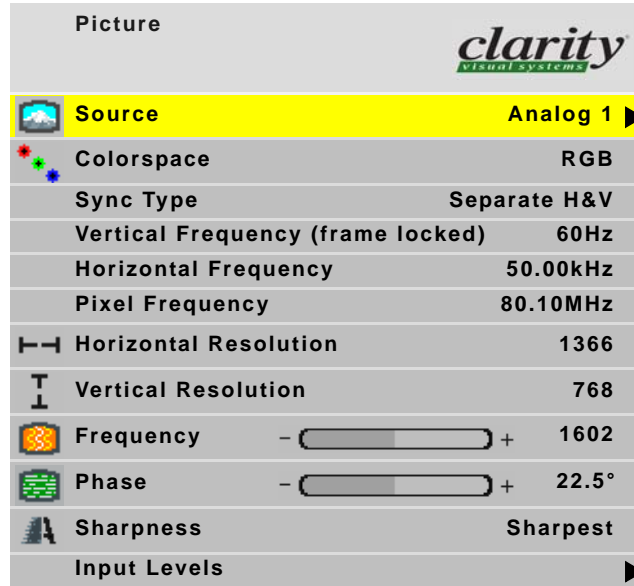 Picture
clarity
visual systems
Source Analog 1
Colorspace RGB
Sync Type Separate H&V
Vertical Frequency (frame locked) 60Hz
Horizontal Frequency 50.00kHz
Pixel Frequency 80.10MHz
Horizontal Resolution 1366
Vertical Resolution 768
Frequency - + 1602
Phase - + 22.5°
Sharpness Sharpest
Input Levels